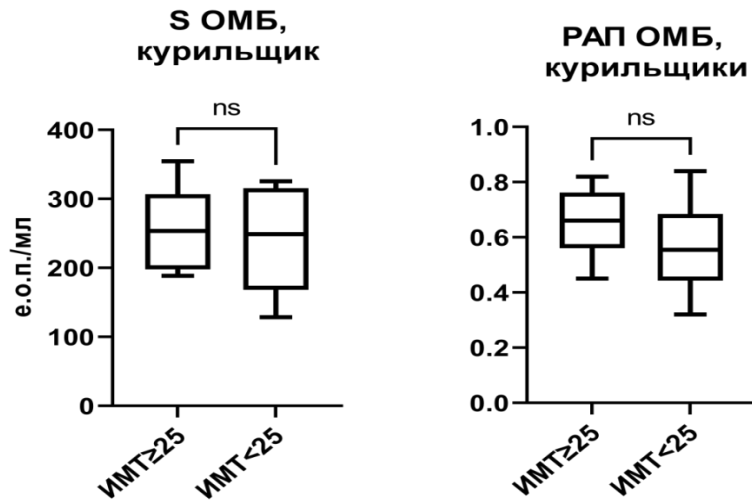 S ОМБ,
курильщик
ns
400
300
200
100
0
е.о.п./мл
ИМТ≥25
ИМТ<25
РАП ОМБ,
курильщики
ns
1.0
0.8
0.6
0.4
0.2
0.0
ИМТ≥25
ИМТ<25